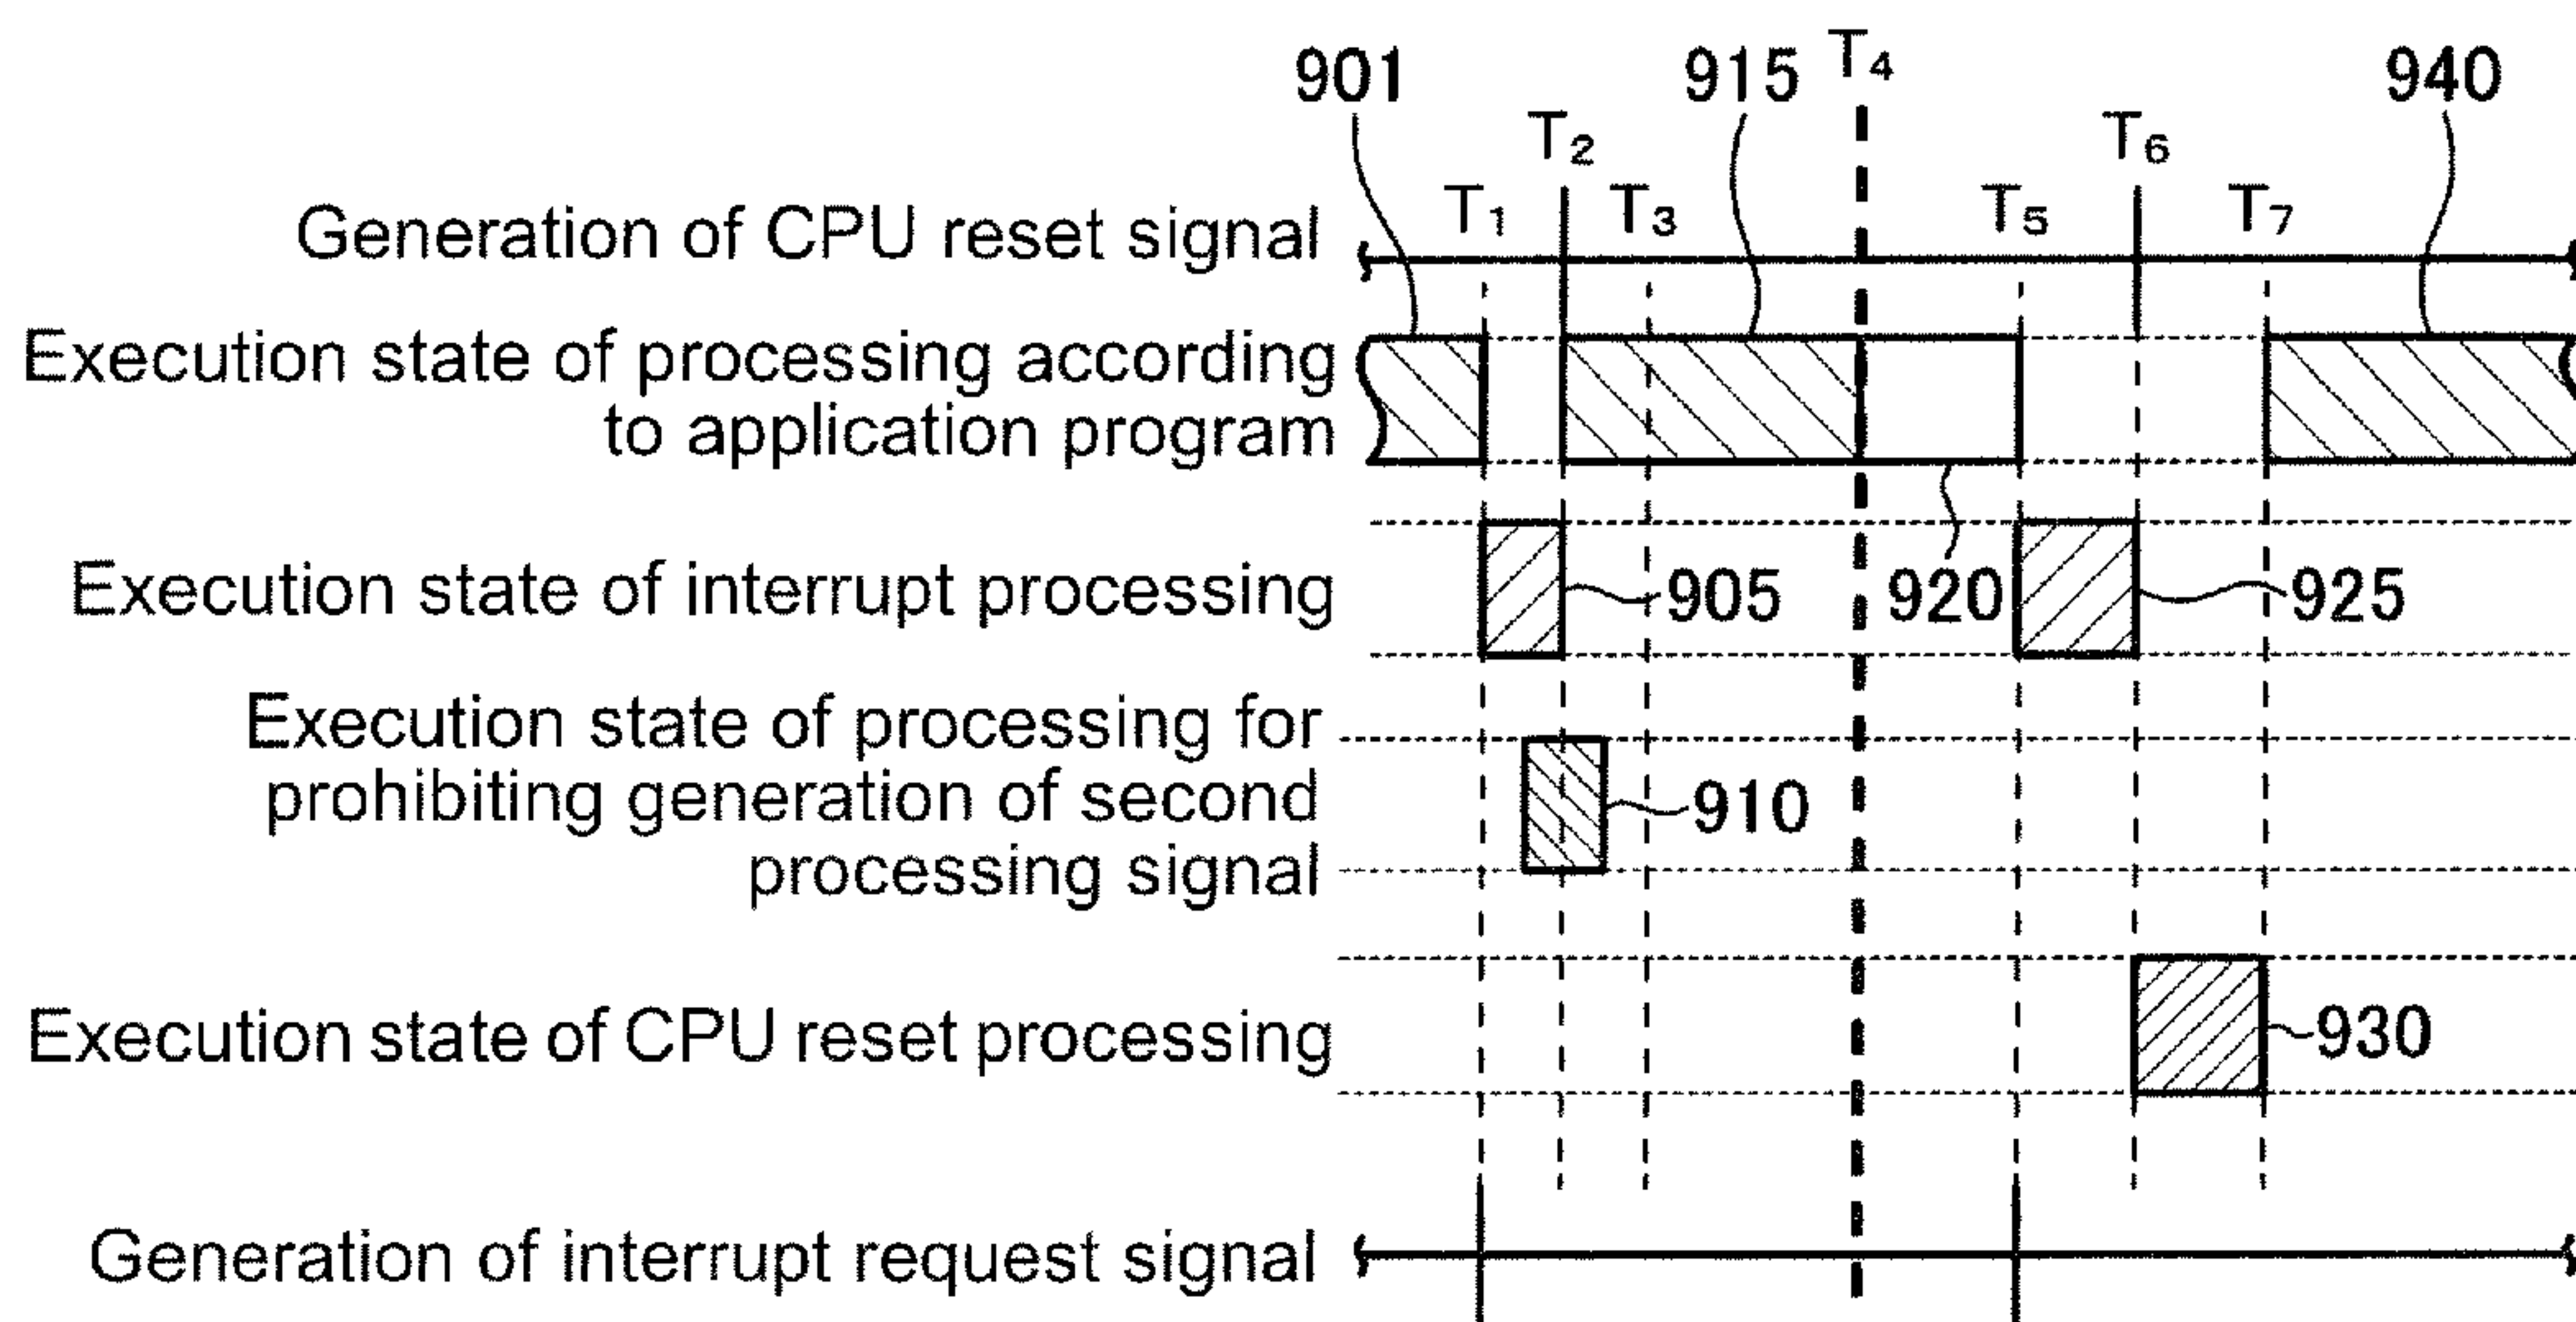 901
915
T₄
940
T₂
T₆
T₁
T₃
T₅
T₇
Generation of CPU reset signal
Execution state of processing according
to application program
Execution state of interrupt processing
905
920
925
Execution state of processing for
prohibiting generation of second
processing signal
910
Execution state of CPU reset processing
930
Generation of interrupt request signal